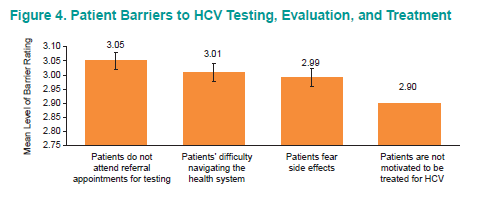 Figure 4. Patient Barriers to HCV Testing, Evaluation, and Treatment
Mean Level of Barrier Rating
3.10
3.05
3.00
2.95
2.90
2.85
2.80
2.75
3.05
3.01
2.99
2.90
Patients do not
attend referral
appointments for testing
Patients' difficulty
navigating the
health system
Patients fear
side effects
Patients are not
motivated to be
treated for HCV